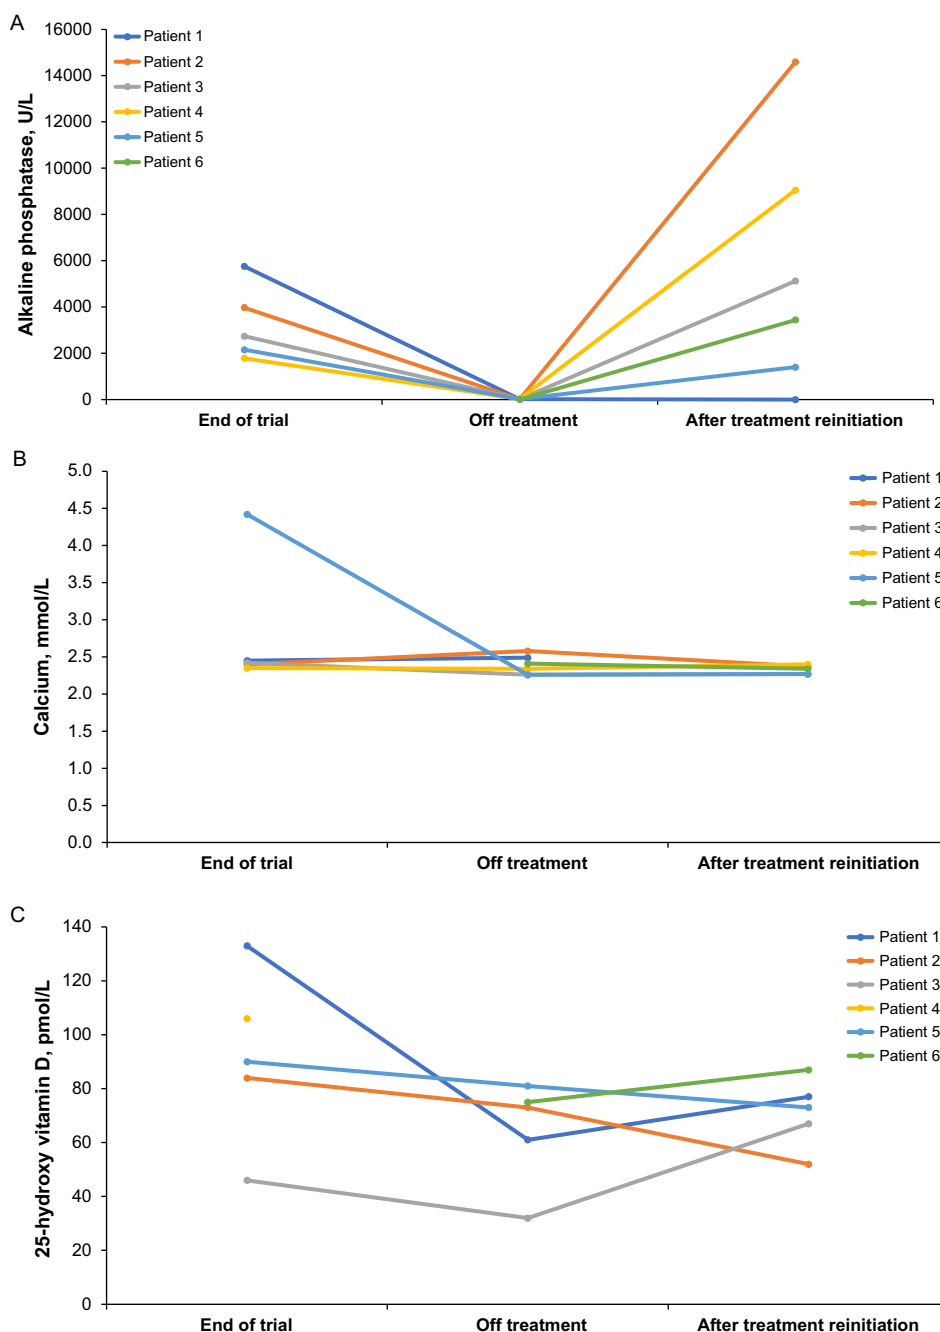 A
16000
14000
12000
10000
8000
6000
4000
2000
0
Alkaline phosphatase, U/L
Patient 1
Patient 2
Patient 3
Patient 4
Patient 5
Patient 6
End of trial Off treatment After treatment reinitiation
B
5.0
4.5
4.0
3.5
3.0
2.5
2.0
1.5
1.0
0.5
0.0
Calcium, mmol/L
Patient 1
Patient 2
Patient 3
Patient 4
Patient 5
Patient 6
End of trial Off treatment After treatment reinitiation
C
140
120
100
80
60
40
20
0
25-hydroxy vitamin D, pmol/L
Patient 1
Patient 2
Patient 3
Patient 4
Patient 5
Patient 6
End of trial Off treatment After treatment reinitiation